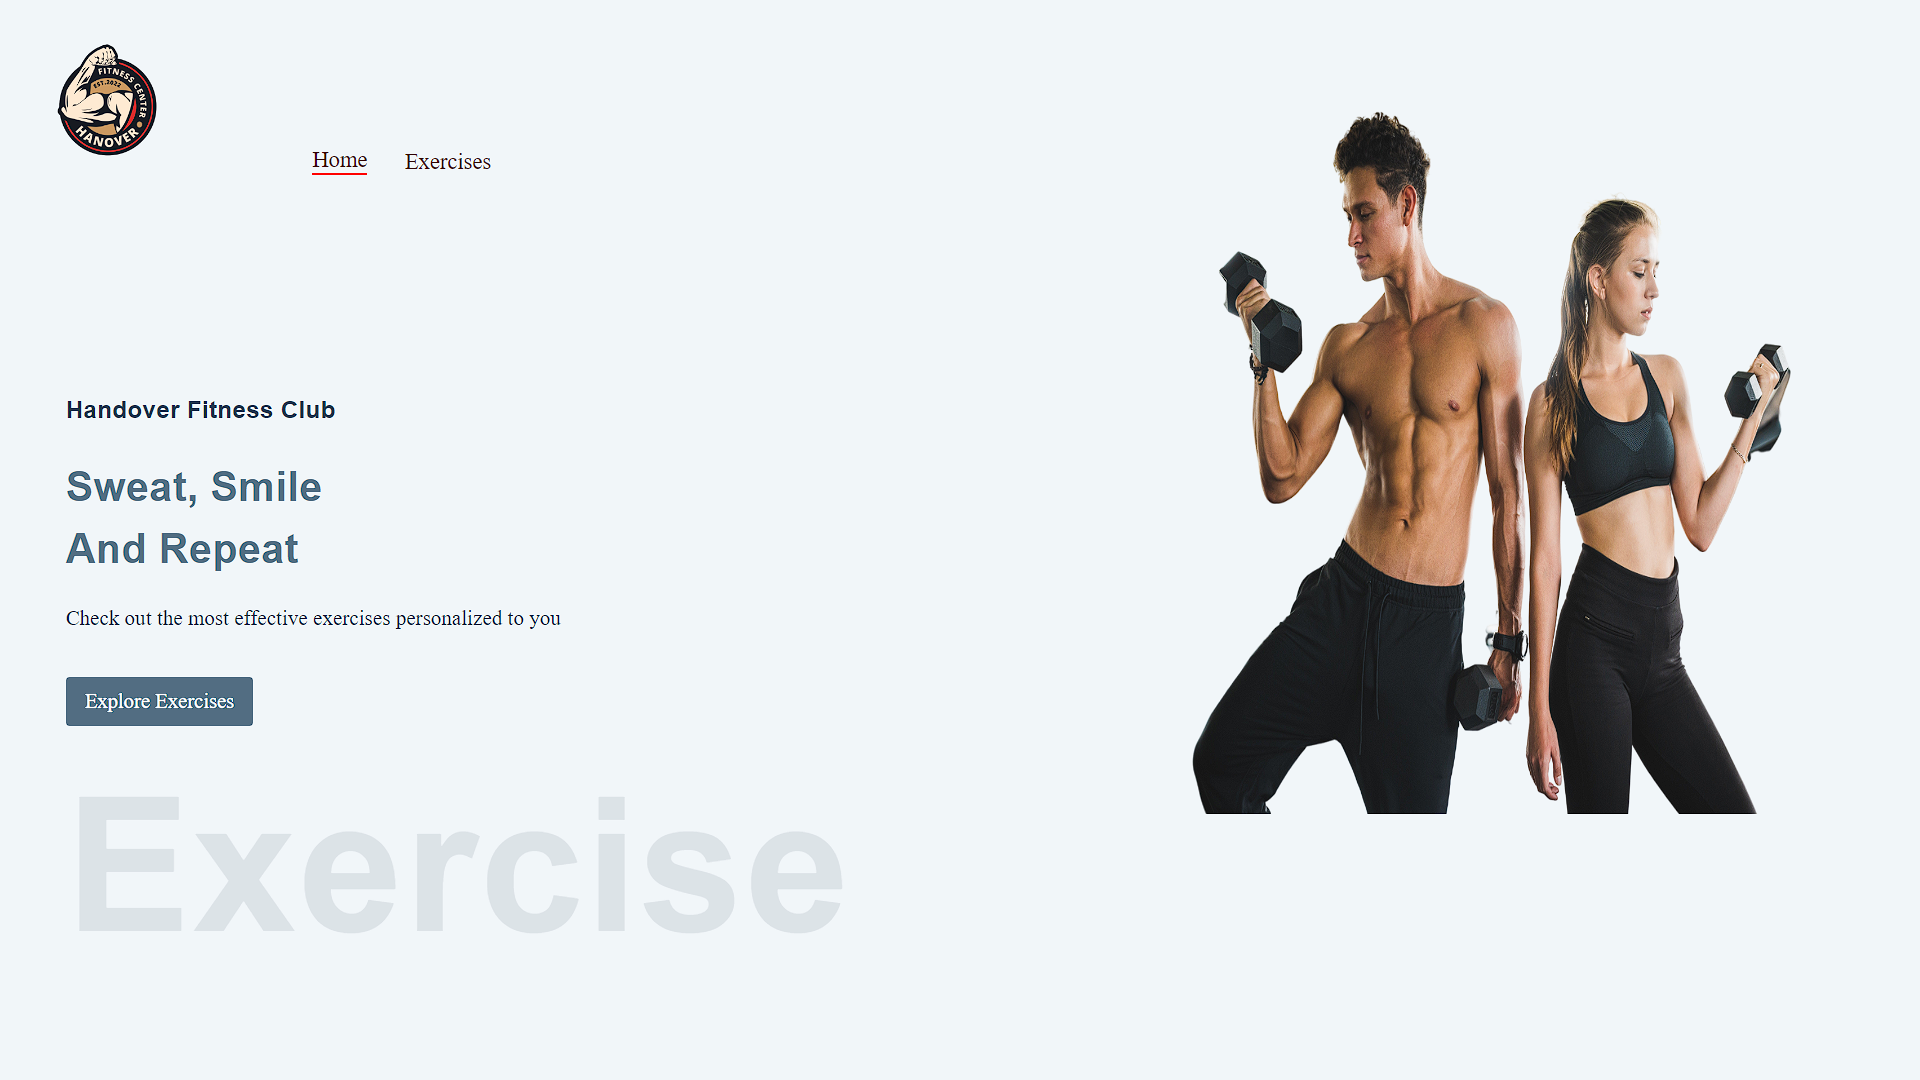 FITNESS CENTER
EST.2022
HANOVER
Home
Exercises
Handover Fitness Club
Sweat, Smile
And Repeat
Check out the most effective exercises personalized to you
Explore Exercises
Exercise